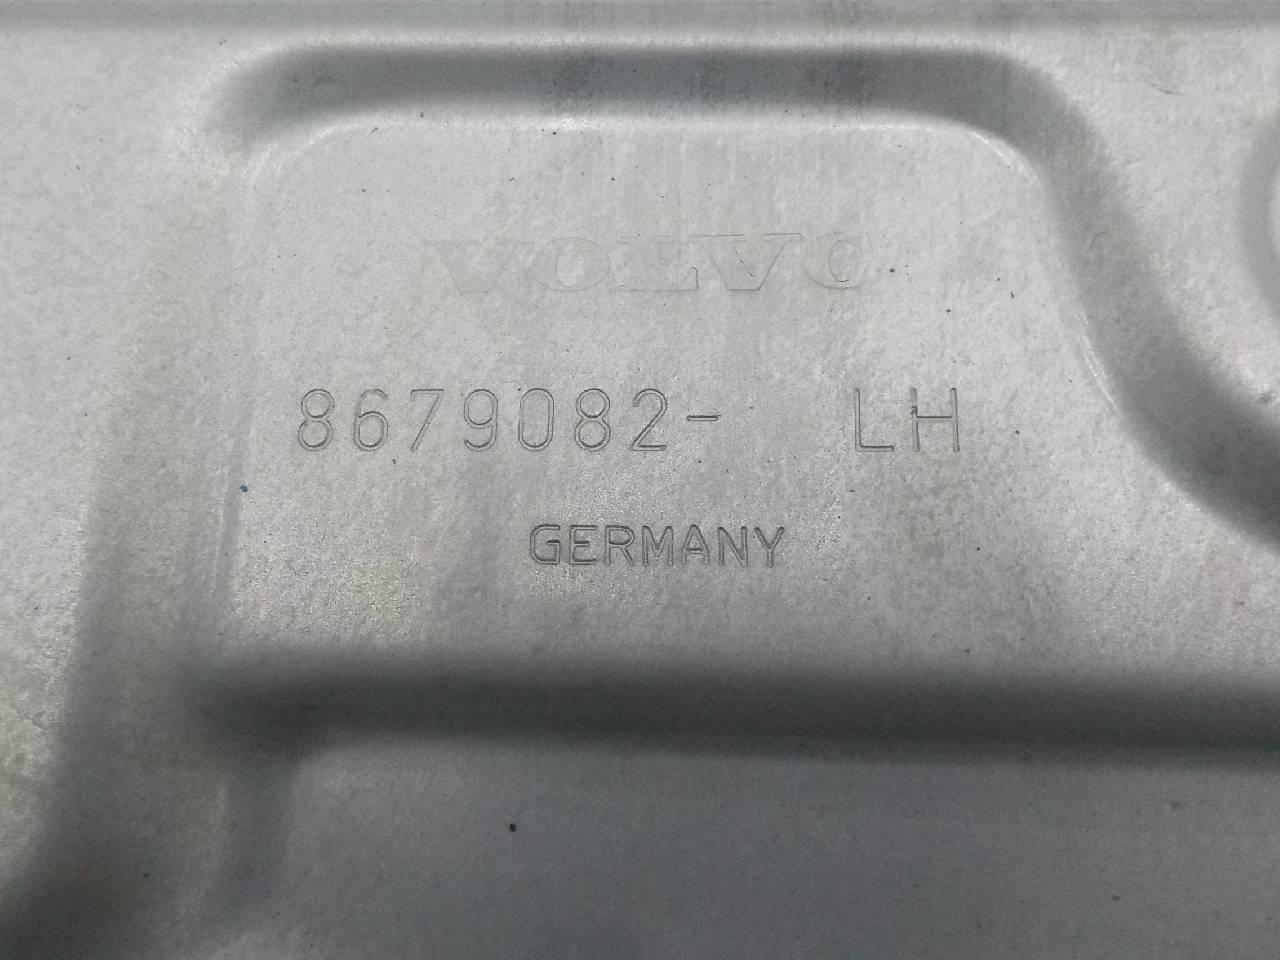 VOLVO
8679082- LH
GERMANY